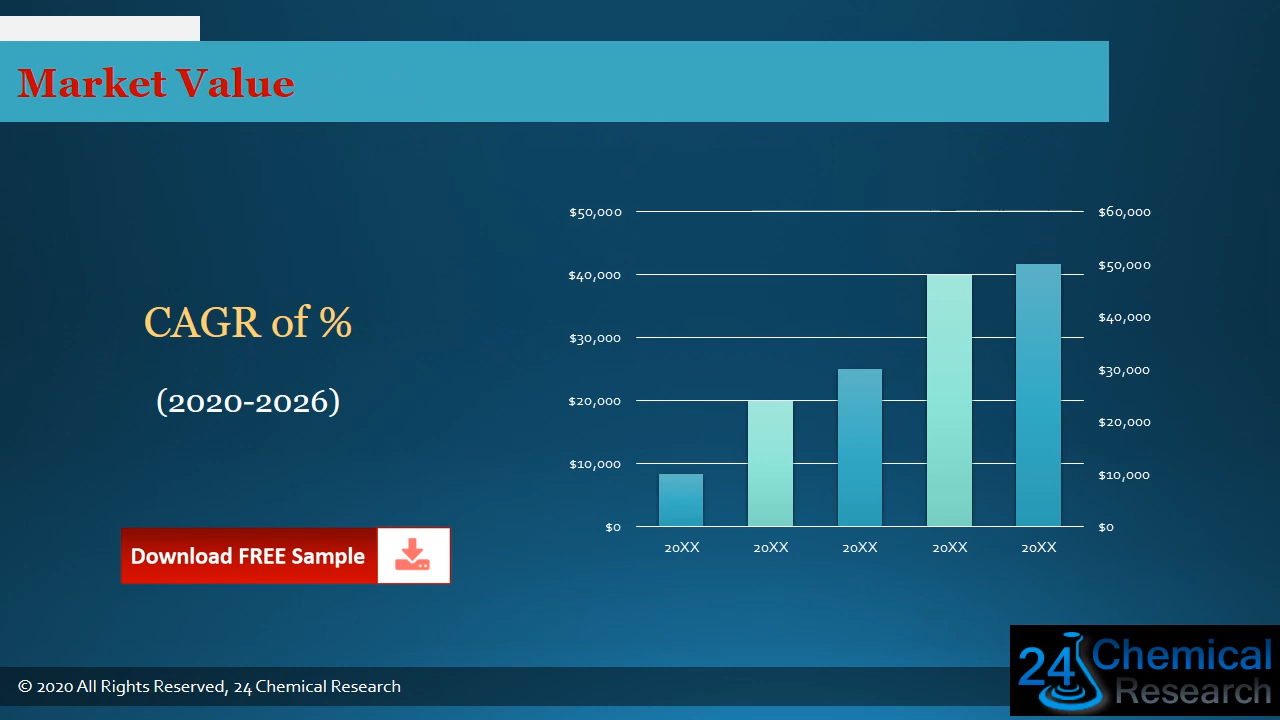 Market Value
CAGR of %
(2020-2026)
Download FREE Sample
$50,000
$40,000
$30,000
$20,000
$10,000
$0
$60,000
$50,000
$40,000
$30,000
$20,000
$10,000
$0
20XX 20XX 20XX 20XX 20XX
© 2020 All Rights Reserved, 24 Chemical Research
24 Chemical
Research